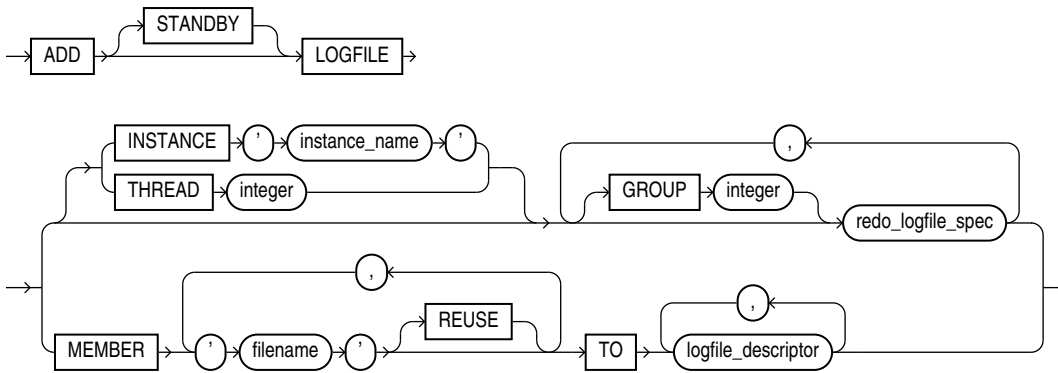 ADD STANDBY LOGFILE
INSTANCE ’ instance_name ’
THREAD integer
,
GROUP integer
redo_logfile_spec
,
MEMBER ’ filename ’ REUSE TO
,
logfile_descriptor